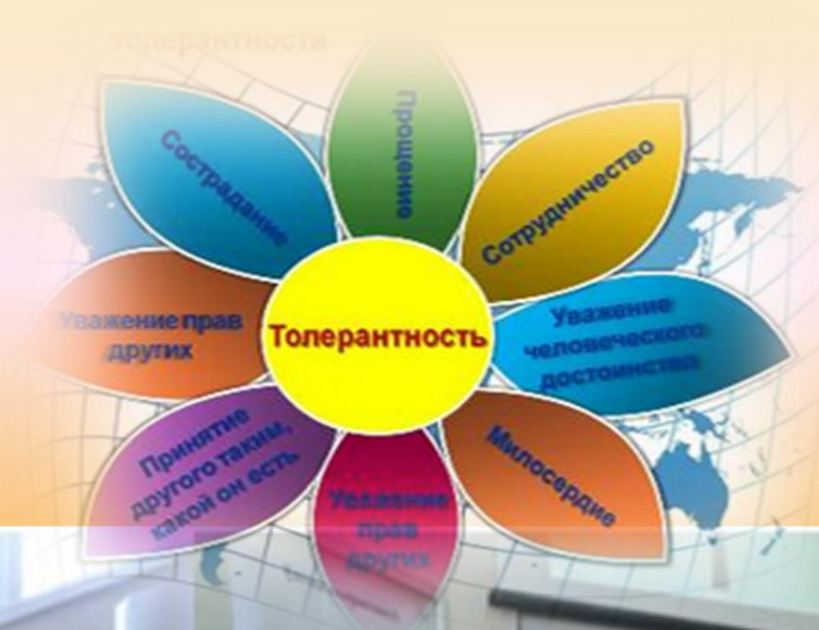 толерантности
Прощение
Сострадание
Сотрудничество
Уважение прав
других
Толерантность
Уважение
человеческого
достоинства
Принятие
другого таким,
какой он есть
Уважение
прав
других
Милосердие